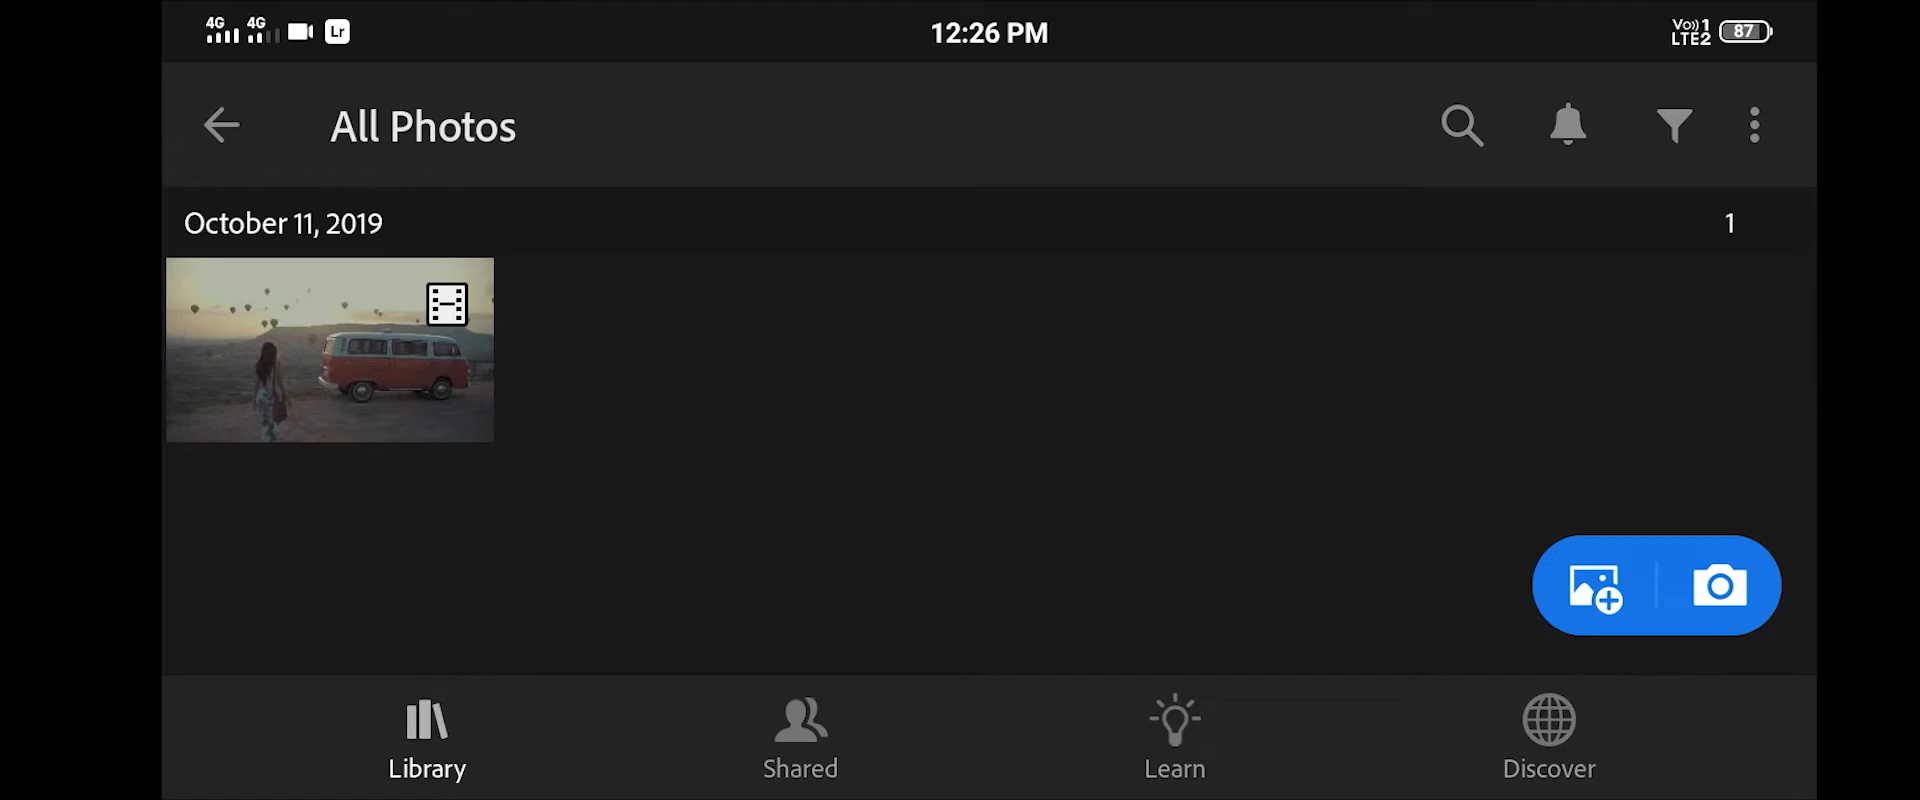 4G 4G Lr 12:26 PM Vo)) 1 LTE2 87
All Photos
October 11, 2019 1
Library Shared Learn Discover